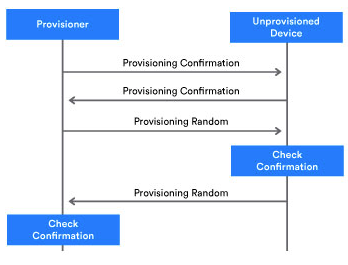 Provisioner
Unprovisioned
Device
Provisioning Confirmation
Provisioning Confirmation
Provisioning Random
Check
Confirmation
Provisioning Random
Check
Confirmation